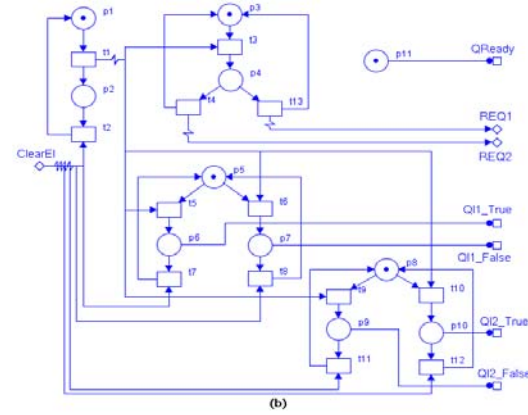 p1
p3
t1
t3
p11
QReady
p2
p4
t2
t4
t13
REQ1
REQ2
ClearEI
p5
t5
t6
QI1_True
p6
p7
QI1_False
t7
t8
p8
t9
t10
QI2_True
p9
p10
t11
t12
QI2_False
(b)